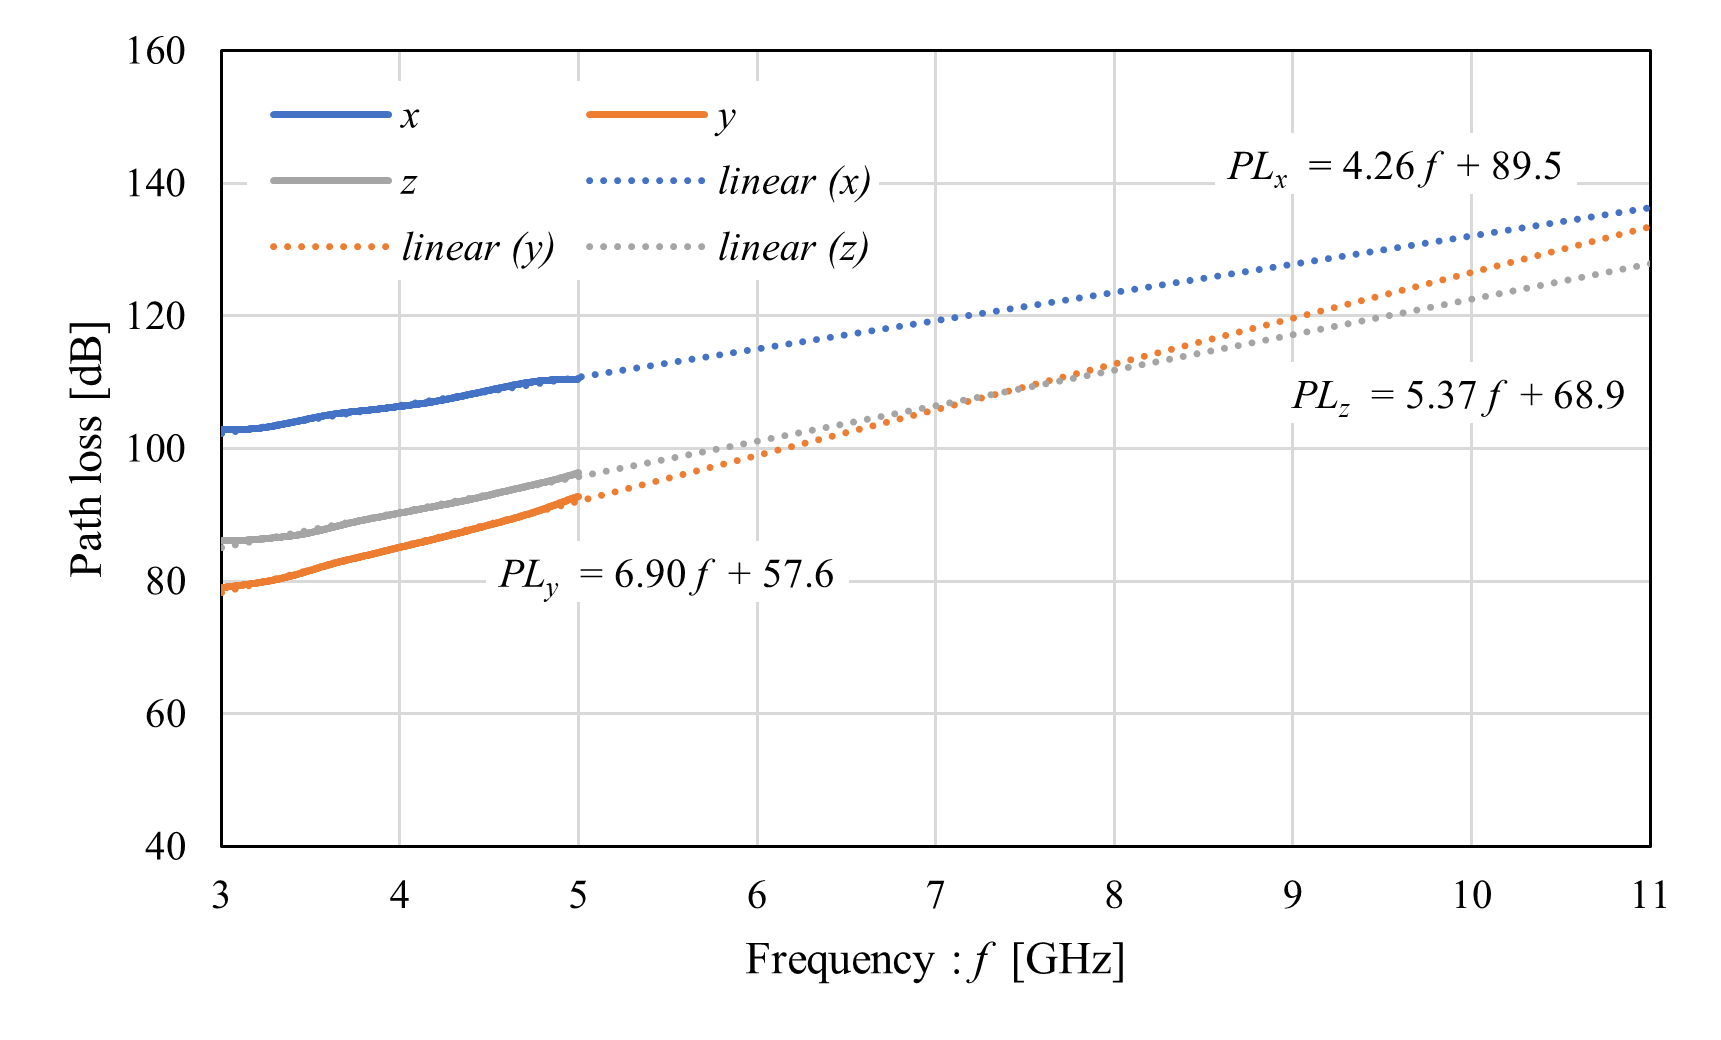 160
140
120
100
80
60
40
Path loss [dB]
x
y
z
linear (x)
linear (y)
linear (z)
PLx = 4.26 f + 89.5
PLz = 5.37 f + 68.9
PLy = 6.90 f + 57.6
3 4 5 6 7 8 9 10 11
Frequency : f [GHz]